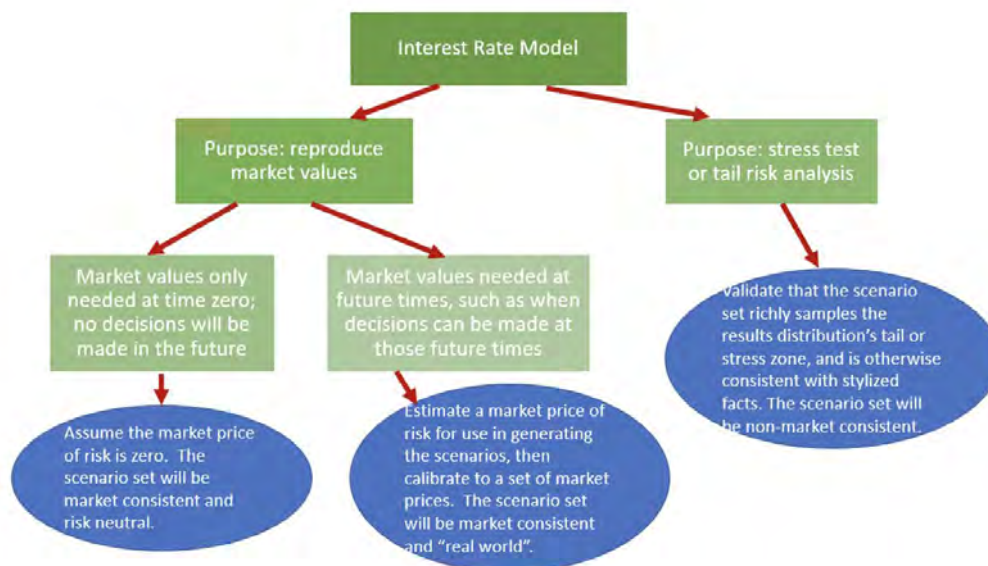 Interest Rate Model
Purpose: reproduce
market values
Purpose: stress test
or tail risk analysis
Market values only
needed at time zero;
no decisions will be
made in the future
Market values needed at
future times, such as when
decisions can be made at
those future times
Validate that the scenario
set richly samples the
results distribution's tail or
stress zone, and is otherwise
consistent with stylized
facts. The scenario set will
be non-market consistent.
Assume the market price
of risk is zero.  The
scenario set will be
market consistent and
risk neutral.
Estimate a market price of
risk for use in generating
the scenarios, then
calibrate to a set of market
prices.  The scenario set
will be market consistent
and “real world”.